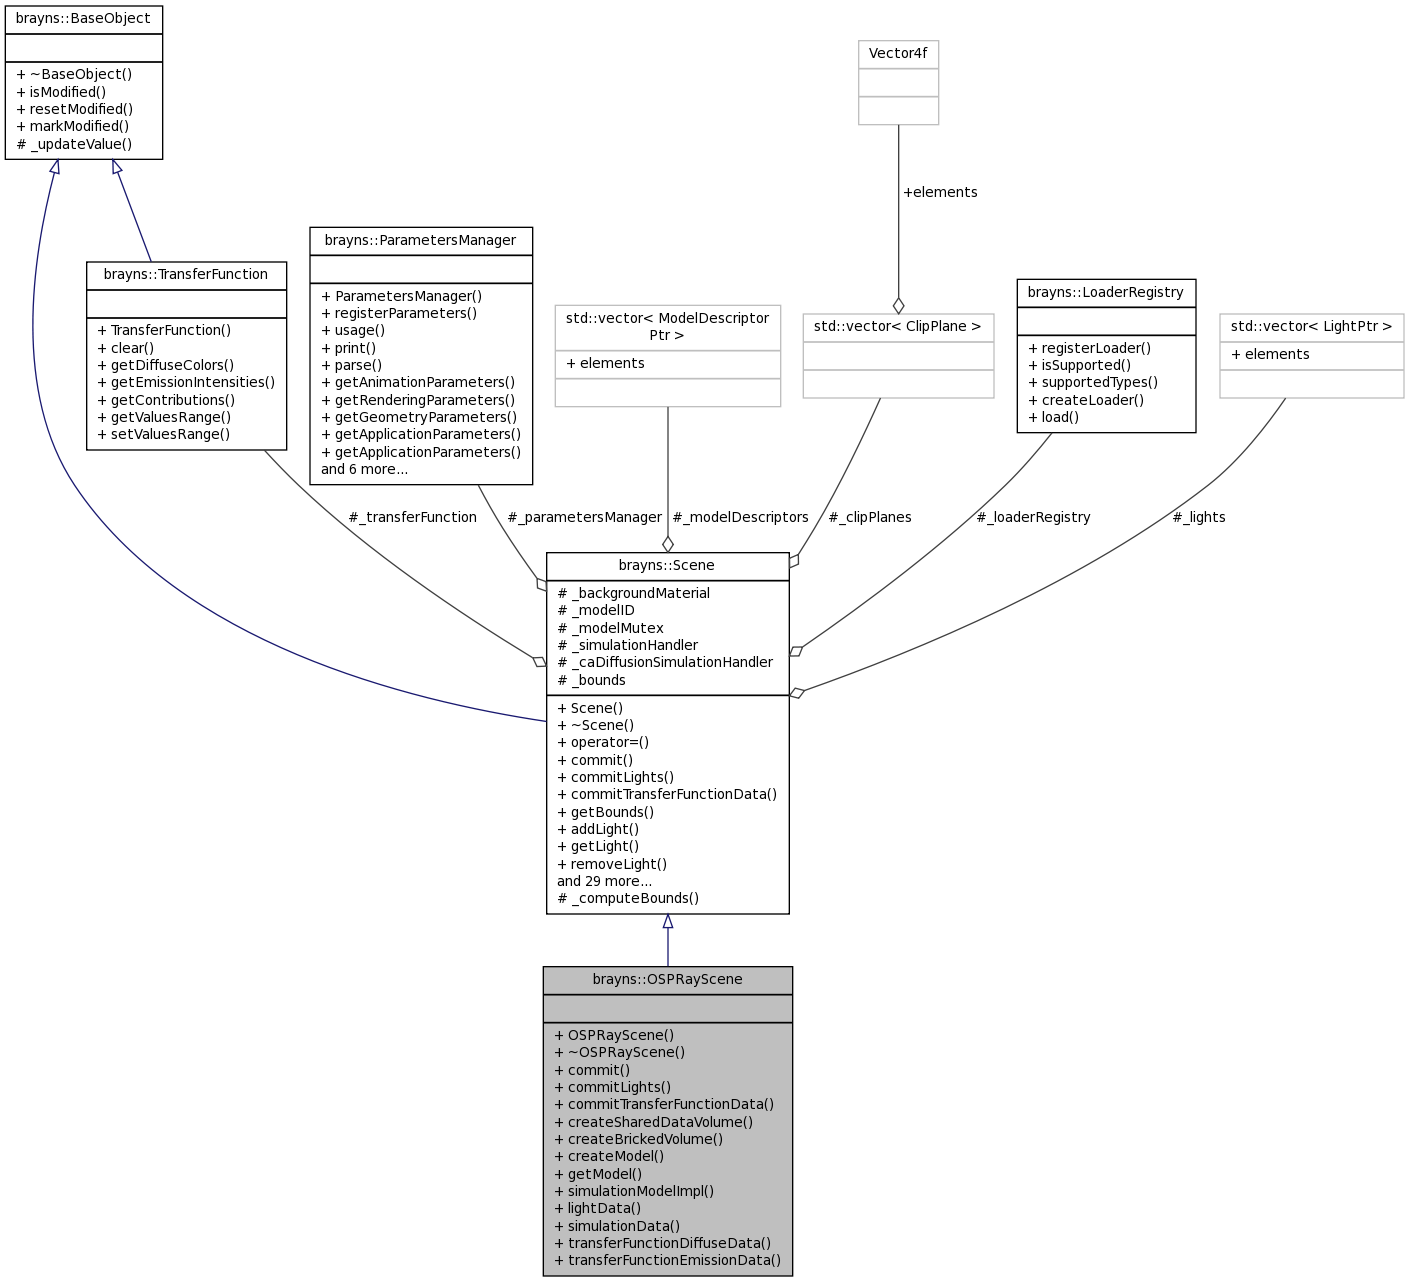 brayns::BaseObject
+ ~BaseObject()
+ isModified()
+ resetModified()
+ markModified()
# _updateValue()
Vector4f
+elements
brayns::TransferFunction
+ TransferFunction()
+ clear()
+ getDiffuseColors()
+ getEmissionIntensities()
+ getContributions()
+ getValuesRange()
+ setValuesRange()
brayns::ParametersManager
+ ParametersManager()
+ registerParameters()
+ usage()
+ print()
+ parse()
+ getAnimationParameters()
+ getRenderingParameters()
+ getGeometryParameters()
+ getApplicationParameters()
+ getApplicationParameters()
and 6 more...
std::vector< ModelDescriptor
Ptr >
+ elements
std::vector< ClipPlane >
brayns::LoaderRegistry
+ registerLoader()
+ isSupported()
+ supportedTypes()
+ createLoader()
+ load()
std::vector< LightPtr >
+ elements
#_transferFunction
#_parametersManager
#_modelDescriptors
#_clipPlanes
#_loaderRegistry
#_lights
brayns::Scene
# _backgroundMaterial
# _modelID
# _modelMutex
# _simulationHandler
# _caDiffusionSimulationHandler
# _bounds
+ Scene()
+ ~Scene()
+ operator=()
+ commit()
+ commitLights()
+ commitTransferFunctionData()
+ getBounds()
+ addLight()
+ getLight()
+ removeLight()
and 29 more...
# _computeBounds()
brayns::OSPRayScene
+ OSPRayScene()
+ ~OSPRayScene()
+ commit()
+ commitLights()
+ commitTransferFunctionData()
+ createSharedDataVolume()
+ createBrickedVolume()
+ createModel()
+ getModel()
+ simulationModelImpl()
+ lightData()
+ simulationData()
+ transferFunctionDiffuseData()
+ transferFunctionEmissionData()